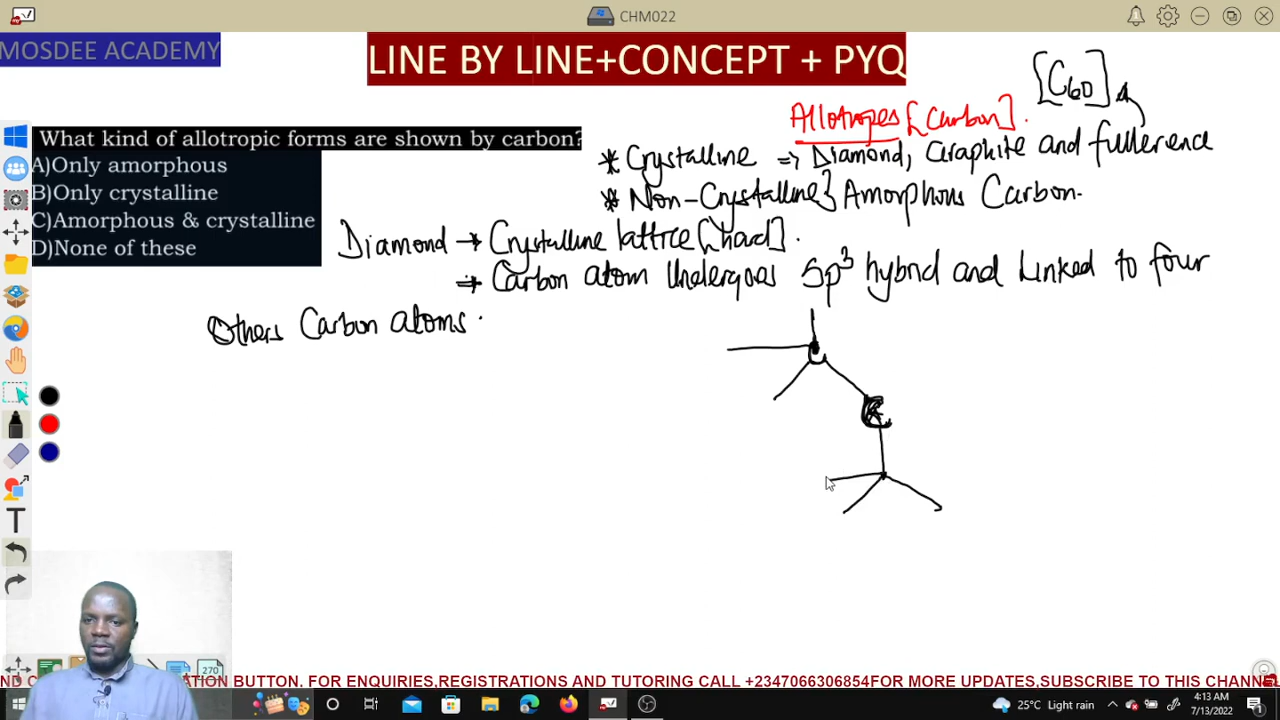 CHM022
MOSDEE ACADEMY
LINE BY LINE+CONCEPT + PYQ
[C60]
Allotropes [Carbon].
What kind of allotropic forms are shown by carbon?
A)Only amorphous
B)Only crystalline
C)Amorphous & crystalline
D)None of these
* Crystalline => Diamond, Graphite and fullerence
* Non-Crystalline} Amorphous Carbon.
Diamond → Crystalline lattice [hard].
⇒ Carbon atom Undergoes Sp³ hybrid and Linked to four
Others Carbon atoms.
C
C
T
270
ND C ATION BUTTON. FOR ENQUIRIES,REGISTRATIONS AND TUTORING CALL +2347066306854FOR MORE UPDATES,SUBSCRIBE TO THIS CHANNEL
25°C Light rain
4:13 AM
7/13/2022